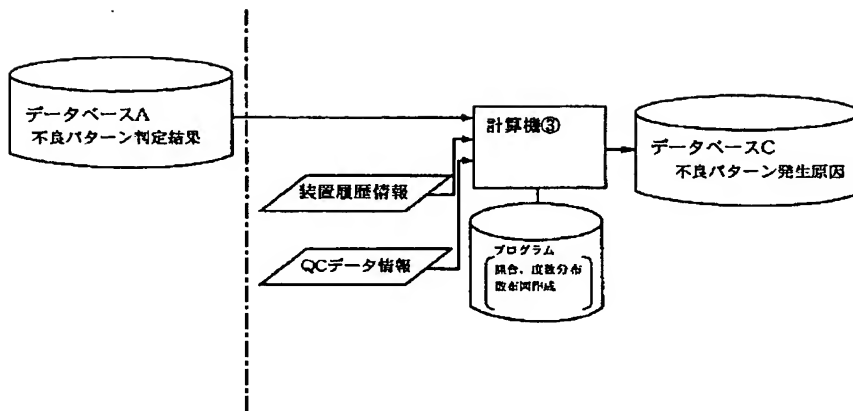 データベースA
不良パターン判定結果
計算機③
データベースC
不良パターン発生原因
装置履歴情報
QCデータ情報
プログラム
照合、度数分布
散布図作成